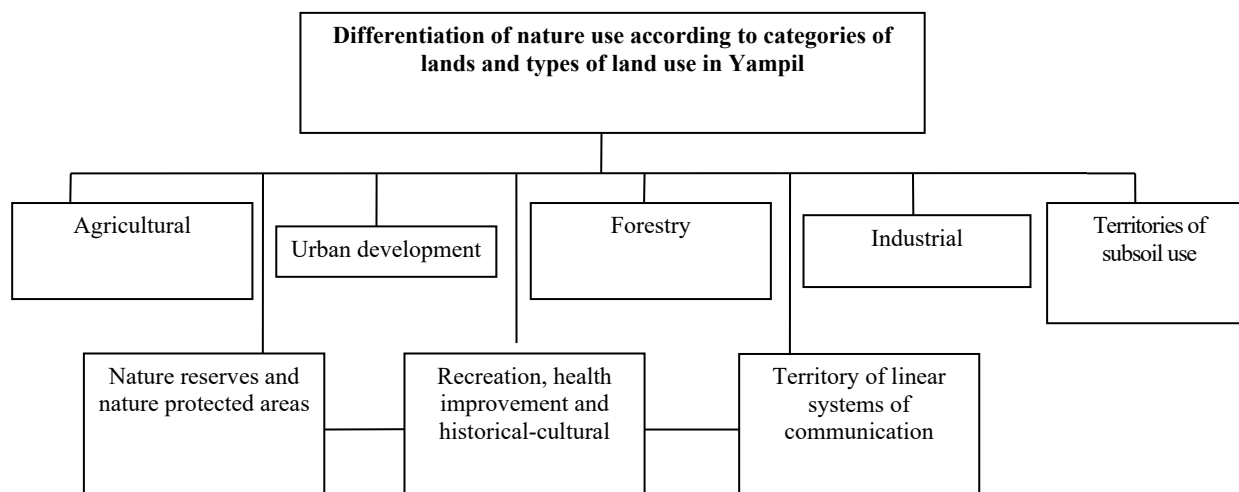 Differentiation of nature use according to categories of
lands and types of land use in Yampil
Agricultural
Urban development
Forestry
Industrial
Territories of
subsoil use
Nature reserves and
nature protected areas
Recreation, health
improvement and
historical-cultural
Territory of linear
systems of
communication